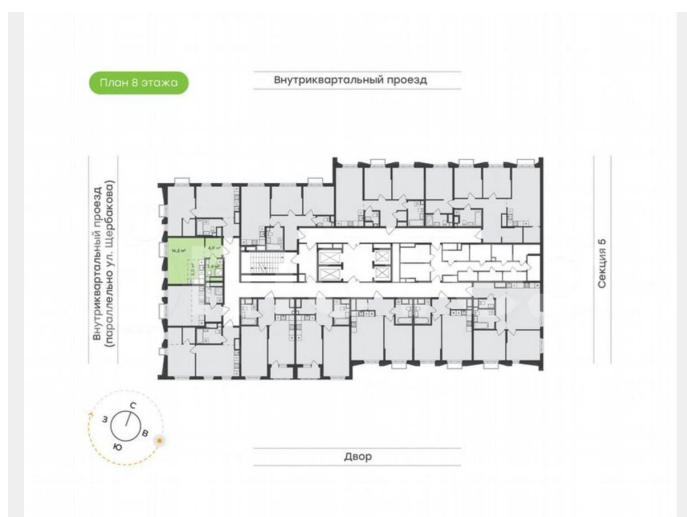 План 8 этажа
Внутриквартальный проезд
Внутриквартальный проезд
(параллельно ул. Щербакова)
Секция 5
С
З
В
Ю
Двор